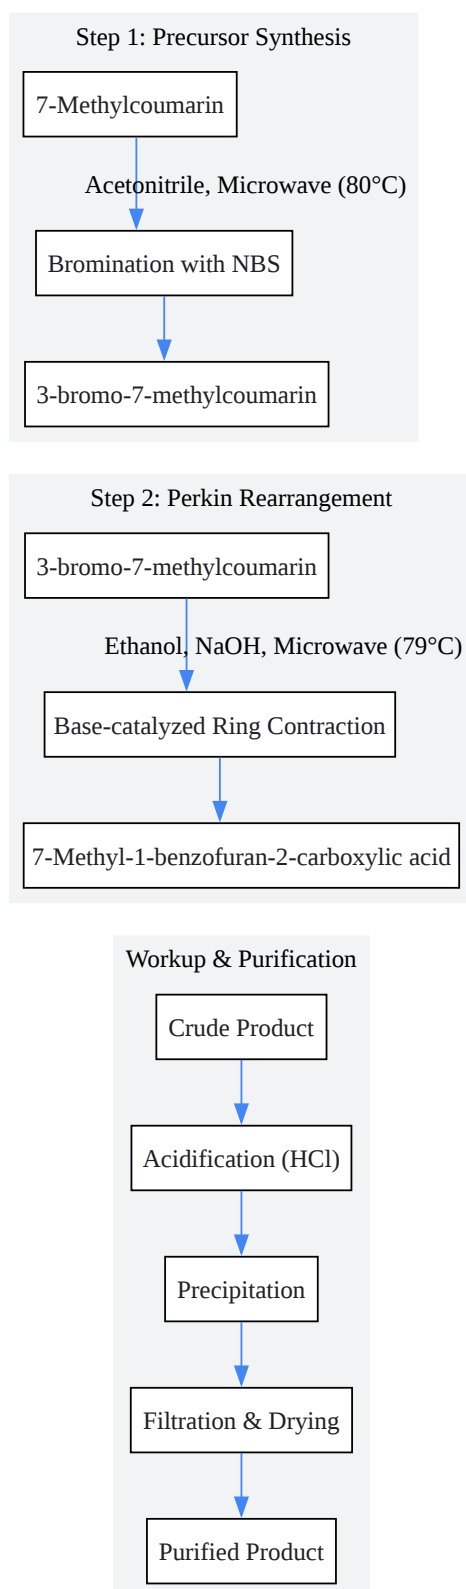 Step 1: Precursor Synthesis
7-Methylcoumarin
Acetonitrile, Microwave (80°C)
Bromination with NBS
3-bromo-7-methylcoumarin
Step 2: Perkin Rearrangement
3-bromo-7-methylcoumarin
Ethanol, NaOH, Microwave (79°C)
Base-catalyzed Ring Contraction
7-Methyl-1-benzofuran-2-carboxylic acid
Workup & Purification
Crude Product
Acidification (HCl)
Precipitation
Filtration & Drying
Purified Product